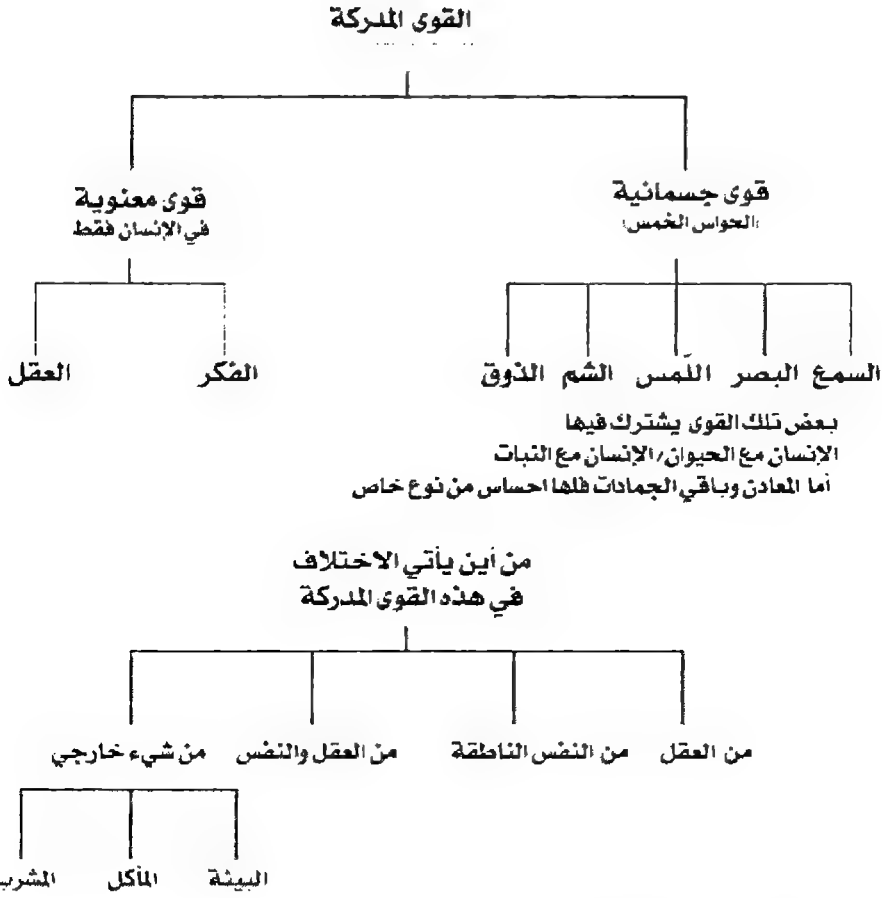 القوى المدركة
قوى جسمانية
(الحواس الخمس)
قوى معنوية
في الإنسان فقط
السمع البصر اللّمس الشم الذوق
الفكر
العقل
بعض تلك القوى يشترك فيها
الإنسان مع الحيوان/الإنسان مع النبات
أما المعادن وباقي الجمادات فلها احساس من نوع خاص
من أين يأتي الاختلاف
في هذه القوى المدركة
من العقل
من النفس الناطقة
من العقل والنفس
من شيء خارجي
البيئة
المأكل
المشرب